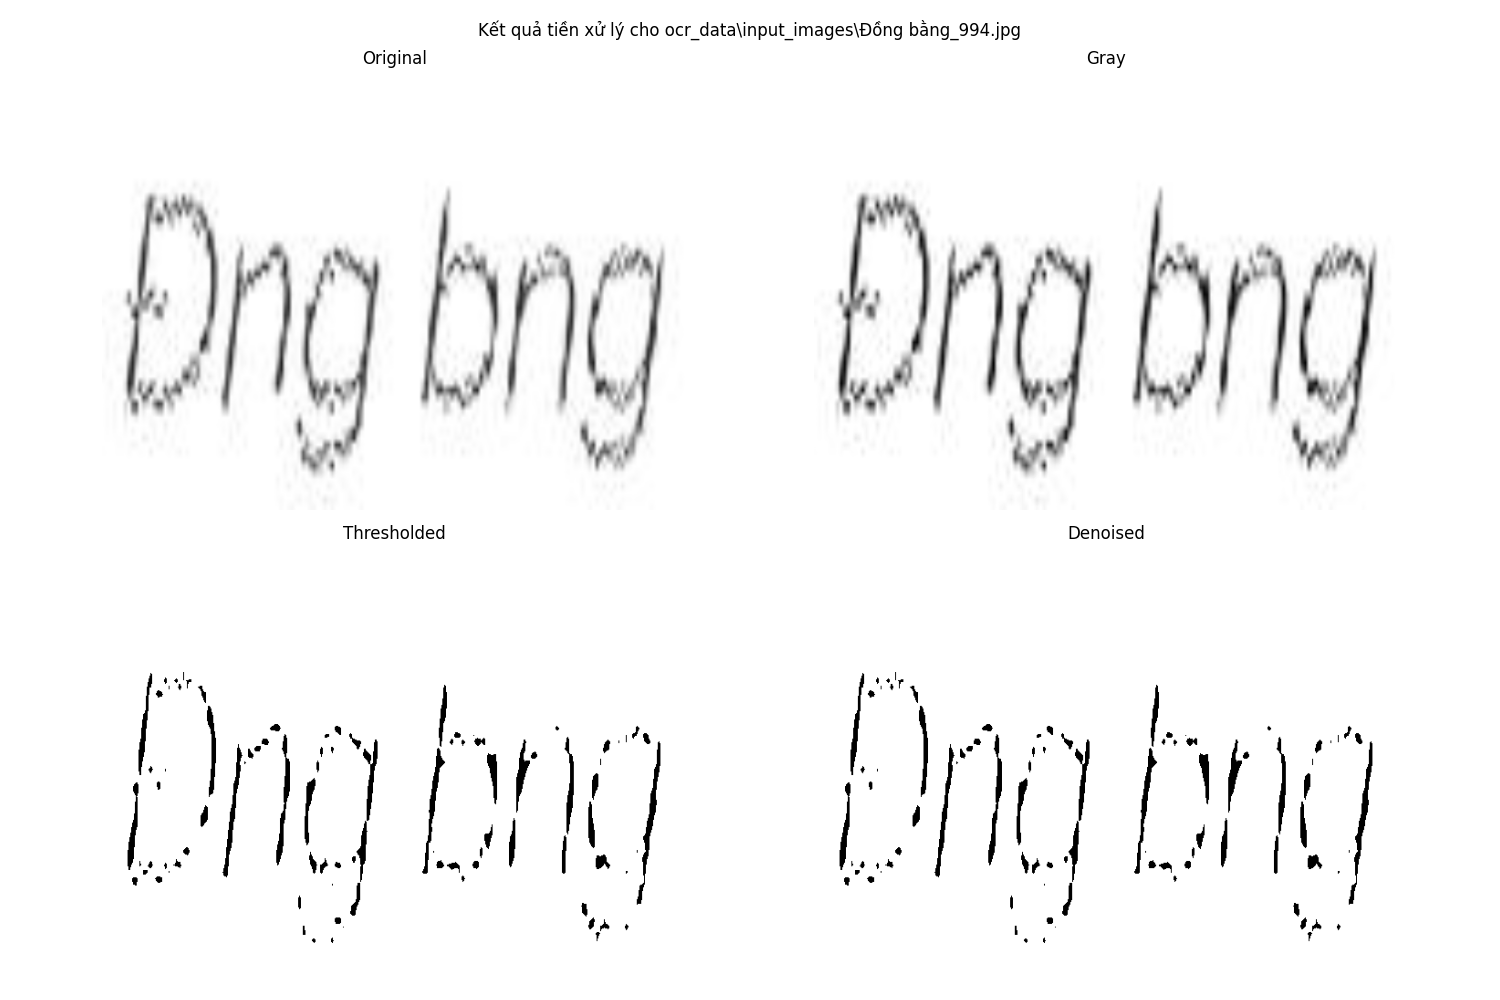 Kết quả tiền xử lý cho ocr_data\input_images\Đồng bằng_994.jpg
Original
Gray
Đng bng
Đng bng
Thresholded
Denoised
Đng bng
Đng bng